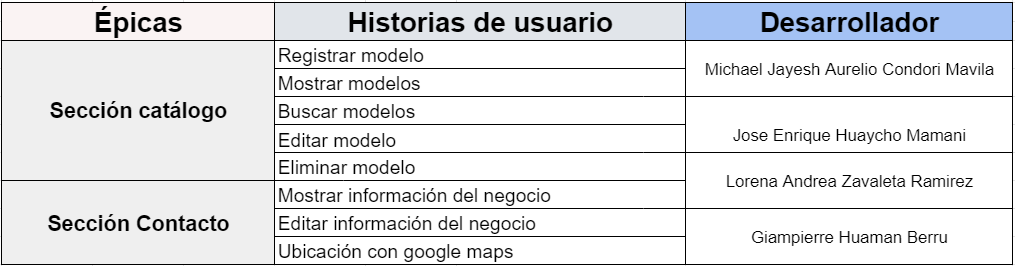 Épicas Historias de usuario Desarrollador
Sección catálogo
Registrar modelo
Mostrar modelos
Michael Jayesh Aurelio Condori Mavila
Buscar modelos
Editar modelo
Jose Enrique Huaycho Mamani
Eliminar modelo
Lorena Andrea Zavaleta Ramirez
Sección Contacto
Mostrar información del negocio
Editar información del negocio
Ubicación con google maps
Giampierre Huaman Berru